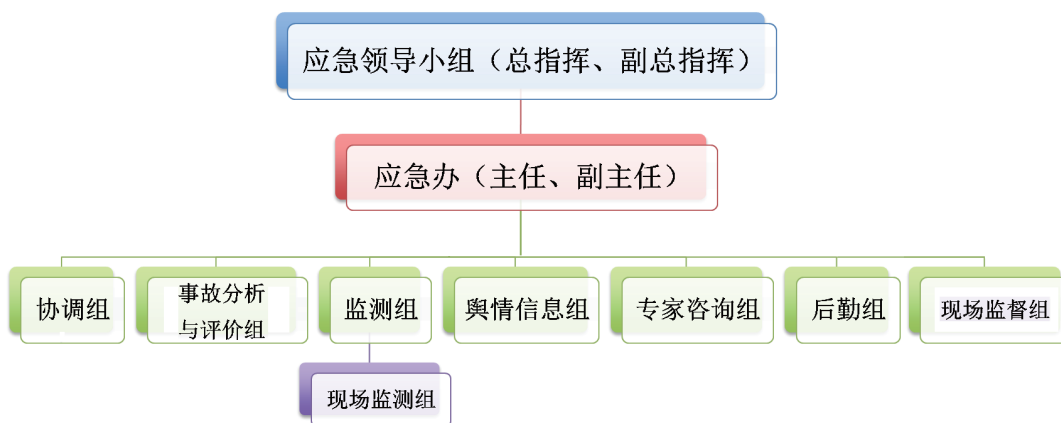 应急领导小组（总指挥、副总指挥）
应急办（主任、副主任）
协调组
事故分析
与评价组
监测组
舆情信息组
专家咨询组
后勤组
现场监督组
现场监测组